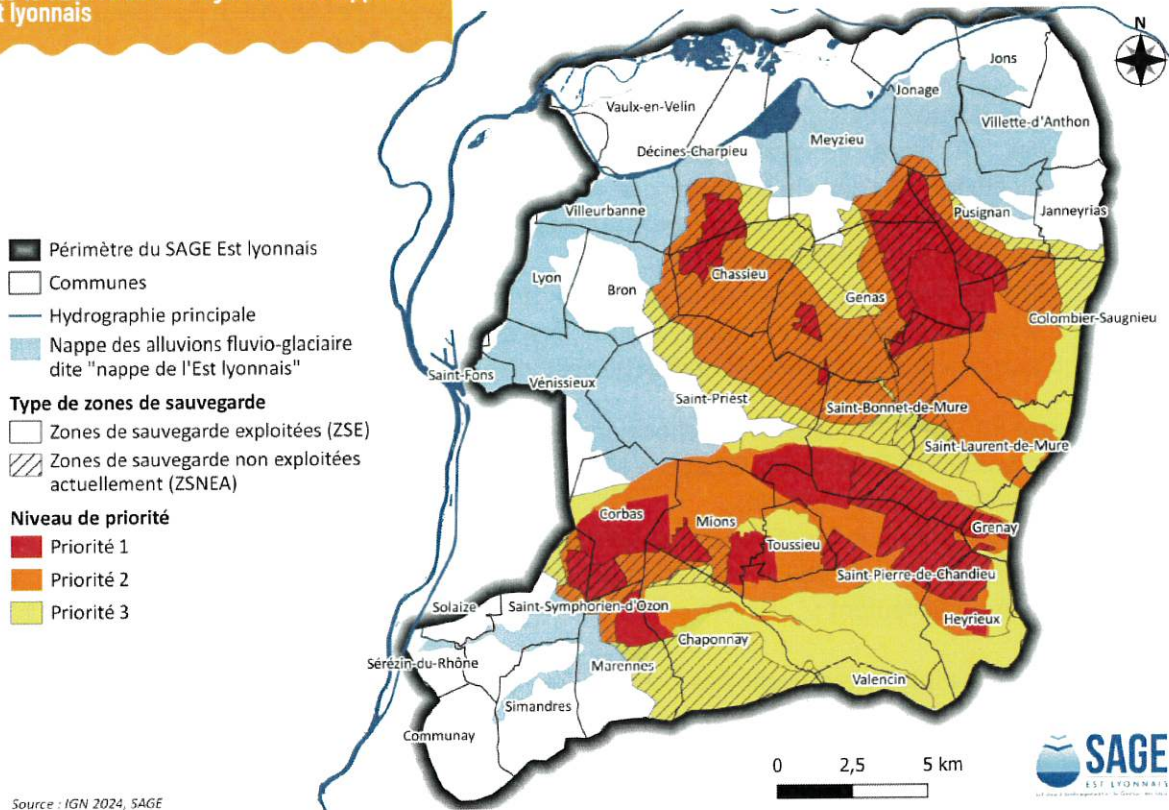 t lyonnais
N
Jons
Jonage
Vaulx-en-Velin
Villette-d'Anthon
Meyzieu
Décines-Charpieu
Villeurbanne
Pusignan
Janneyrias
Périmètre du SAGE Est lyonnais
Communes
Hydrographie principale
Nappe des alluvions fluvio-glaciaire
dite "nappe de l'Est lyonnais"
Type de zones de sauvegarde
Zones de sauvegarde exploitées (ZSE)
Zones de sauvegarde non exploitées
actuellement (ZSNEA)
Niveau de priorité
Priorité 1
Priorité 2
Priorité 3
Lyon
Bron
Chassieu
Genas
Colombier-Saugnieu
Saint-Fons
Vénissieux
Saint-Priest
Saint-Bonnet-de-Mure
Saint-Laurent-de-Mure
Corbas
Mions
Grenay
Toussieu
Saint-Pierre-de-Chandieu
Solaize
Saint-Symphorien-d'Ozon
Heyrieux
Chaponnay
Sérézin-du-Rhône
Marennes
Valencin
Simandres
Communay
0 2,5 5 km
SAGE
EST LYONNAIS
Source : IGN 2024, SAGE